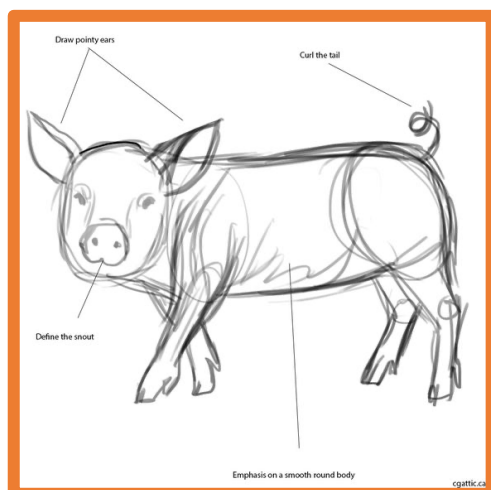 Draw pointy ears
Curl the tail
Define the snout
Emphasis on a smooth round body
cgattic.ca